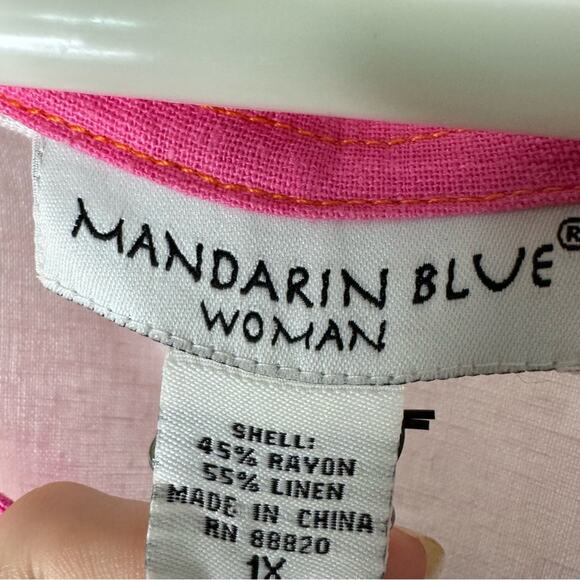 MANDARIN BLUE®
WOMAN
SHELL:
45% RAYON
55% LINEN
MADE IN CHINA
RN 88820
1X